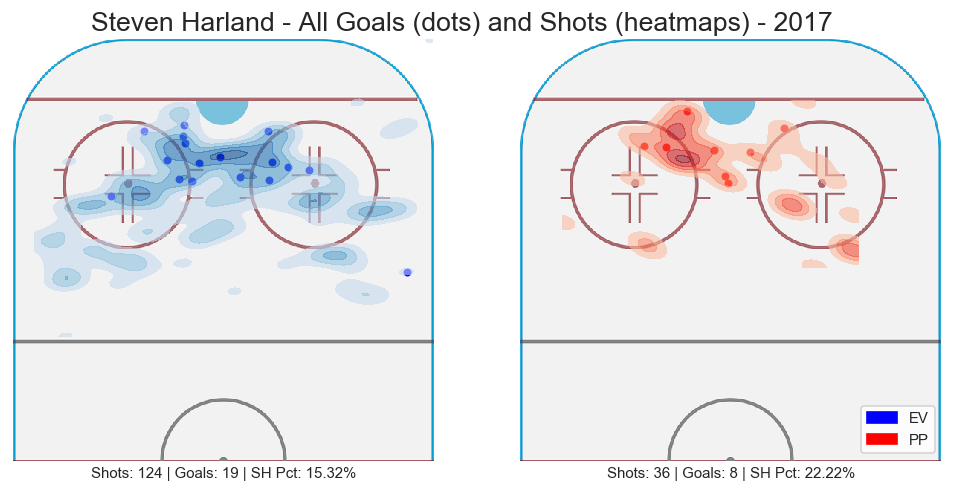 Steven Harland - All Goals (dots) and Shots (heatmaps) - 2017
EV
PP
Shots: 124 | Goals: 19 | SH Pct: 15.32%
Shots: 36 | Goals: 8 | SH Pct: 22.22%